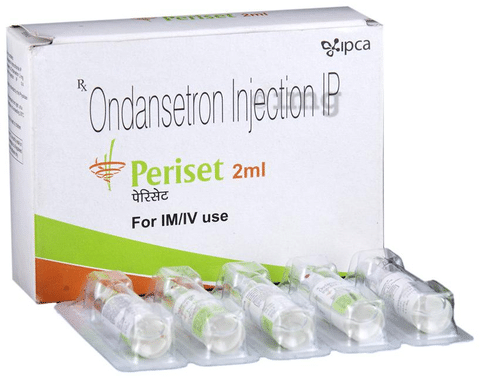 ipca
Rx
Ondansetron Injection IP
Periset 2ml
पेरिसेट
For IM/IV use